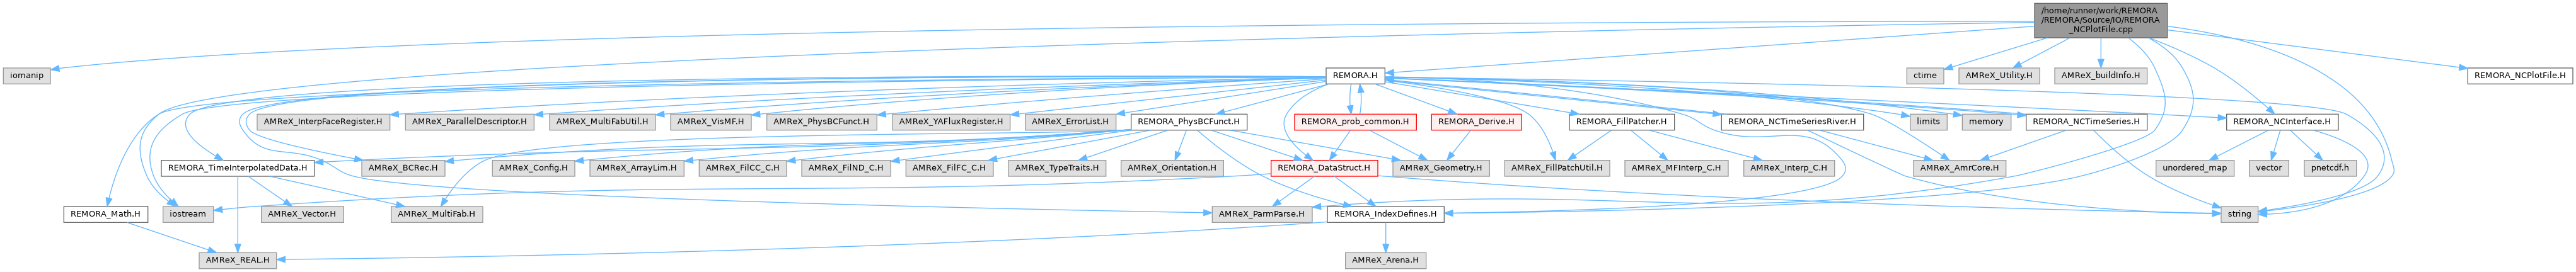 /home/runner/work/REMORA
/REMORA/Source/IO/REMORA
_NCPlotFile.cpp
iomanip
REMORA.H
ctime
AMReX_Utility.H
AMReX_buildInfo.H
REMORA_NCPlotFile.H
AMReX_InterpFaceRegister.H
AMReX_ParallelDescriptor.H
AMReX_MultiFabUtil.H
AMReX_VisMF.H
AMReX_PhysBCFunct.H
AMReX_YAFluxRegister.H
AMReX_ErrorList.H
REMORA_PhysBCFunct.H
REMORA_prob_common.H
REMORA_Derive.H
REMORA_FillPatcher.H
REMORA_NCTimeSeriesRiver.H
limits
memory
REMORA_NCTimeSeries.H
REMORA_NCInterface.H
REMORA_TimeInterpolatedData.H
AMReX_BCRec.H
AMReX_Config.H
AMReX_ArrayLim.H
AMReX_FilCC_C.H
AMReX_FilND_C.H
AMReX_FilFC_C.H
AMReX_TypeTraits.H
AMReX_Orientation.H
REMORA_DataStruct.H
AMReX_Geometry.H
AMReX_FillPatchUtil.H
AMReX_MFInterp_C.H
AMReX_Interp_C.H
AMReX_AmrCore.H
unordered_map
vector
pnetcdf.h
REMORA_Math.H
iostream
AMReX_Vector.H
AMReX_MultiFab.H
AMReX_ParmParse.H
REMORA_IndexDefines.H
string
AMReX_REAL.H
AMReX_Arena.H